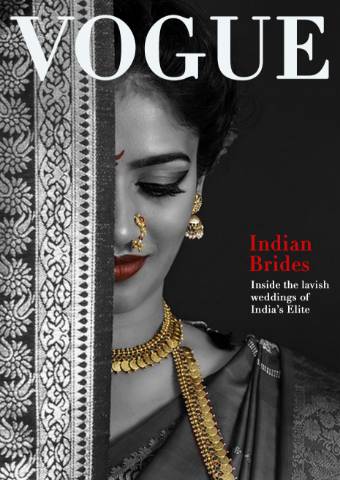 VOGUE
Indian
Brides
Inside the lavish
weddings of
India's Elite